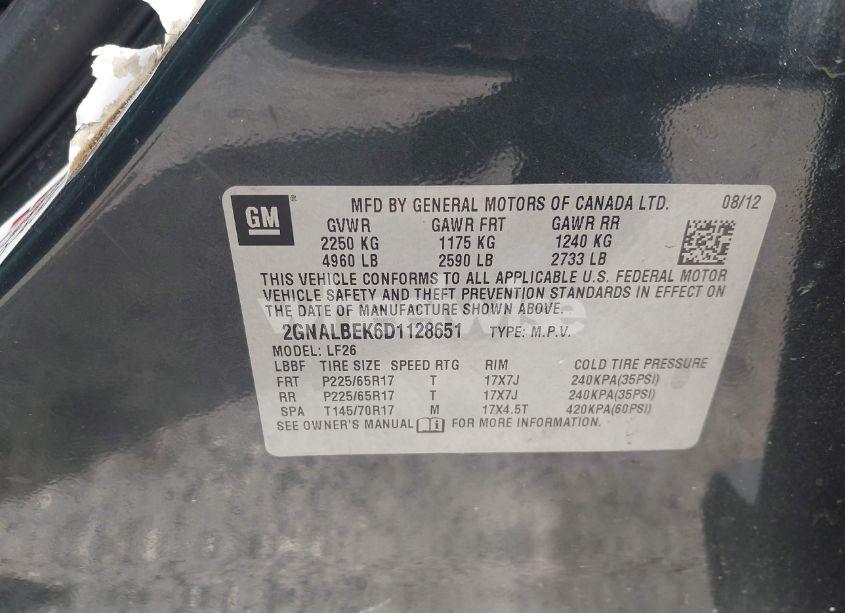 GM ® MFD BY GENERAL MOTORS OF CANADA LTD. 08/12
GVWR GAWR FRT GAWR RR
2250 KG 1175 KG 1240 KG
4960 LB 2590 LB 2733 LB
THIS VEHICLE CONFORMS TO ALL APPLICABLE U.S. FEDERAL MOTOR
VEHICLE SAFETY AND THEFT PREVENTION STANDARDS IN EFFECT ON
THE DATE OF MANUFACTURE SHOWN ABOVE.
2GNALBEK6D1128651 TYPE: M.P.V.
MODEL: LF26
LBBF TIRE SIZE SPEED RTG RIM COLD TIRE PRESSURE
FRT P225/65R17 T 17X7J 240KPA(35PSI)
RR P225/65R17 T 17X7J 240KPA(35PSI)
SPA T145/70R17 M 17X4.5T 420KPA(60PSI)
SEE OWNER'S MANUAL FOR MORE INFORMATION.